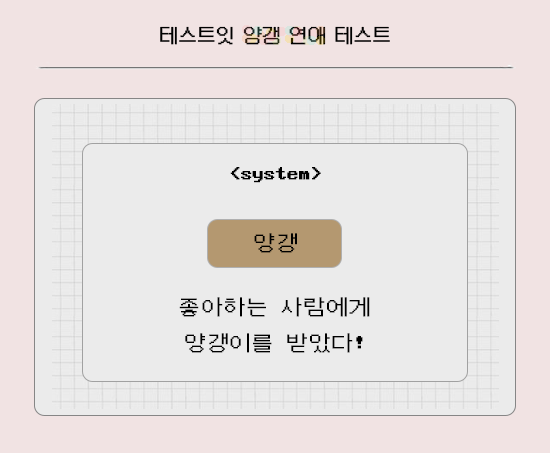 테스트잇 양갱 연애 테스트
<system>
양갱
좋아하는 사람에게
양갱이를 받았다!